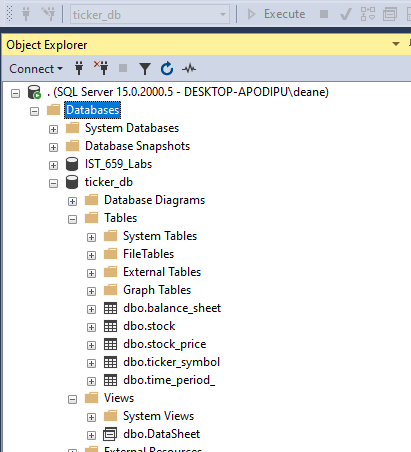 ticker_db
Execute
Object Explorer
Connect
. (SQL Server 15.0.2000.5 - DESKTOP-APODIPU\deane)
Databases
System Databases
Database Snapshots
IST_659_Labs
ticker_db
Database Diagrams
Tables
System Tables
FileTables
External Tables
Graph Tables
dbo.balance_sheet
dbo.stock
dbo.stock_price
dbo.ticker_symbol
dbo.time_period_
Views
System Views
dbo.DataSheet
External Resources